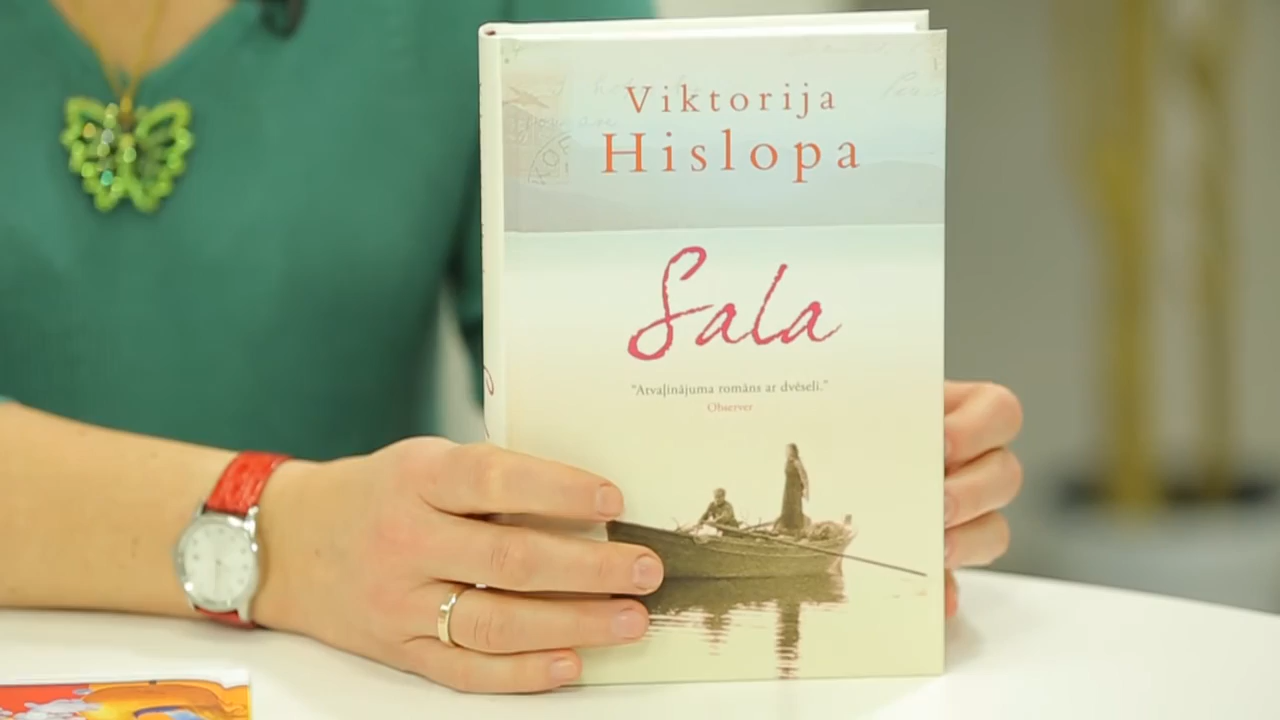 Viktorija
Hislopa
Sala
“Atvaļinājuma romāns ar dvēseli.”
Observer